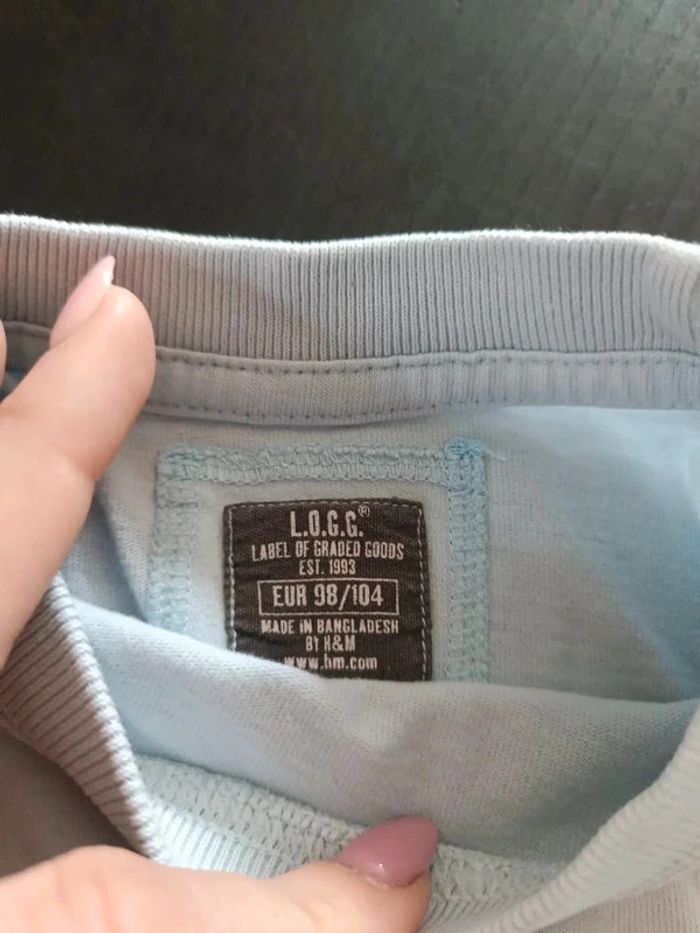 L.O.G.G.®
LABEL OF GRADED GOODS
EST. 1993
EUR 98/104
MADE IN BANGLADESH
BY H&M
www.hm.com